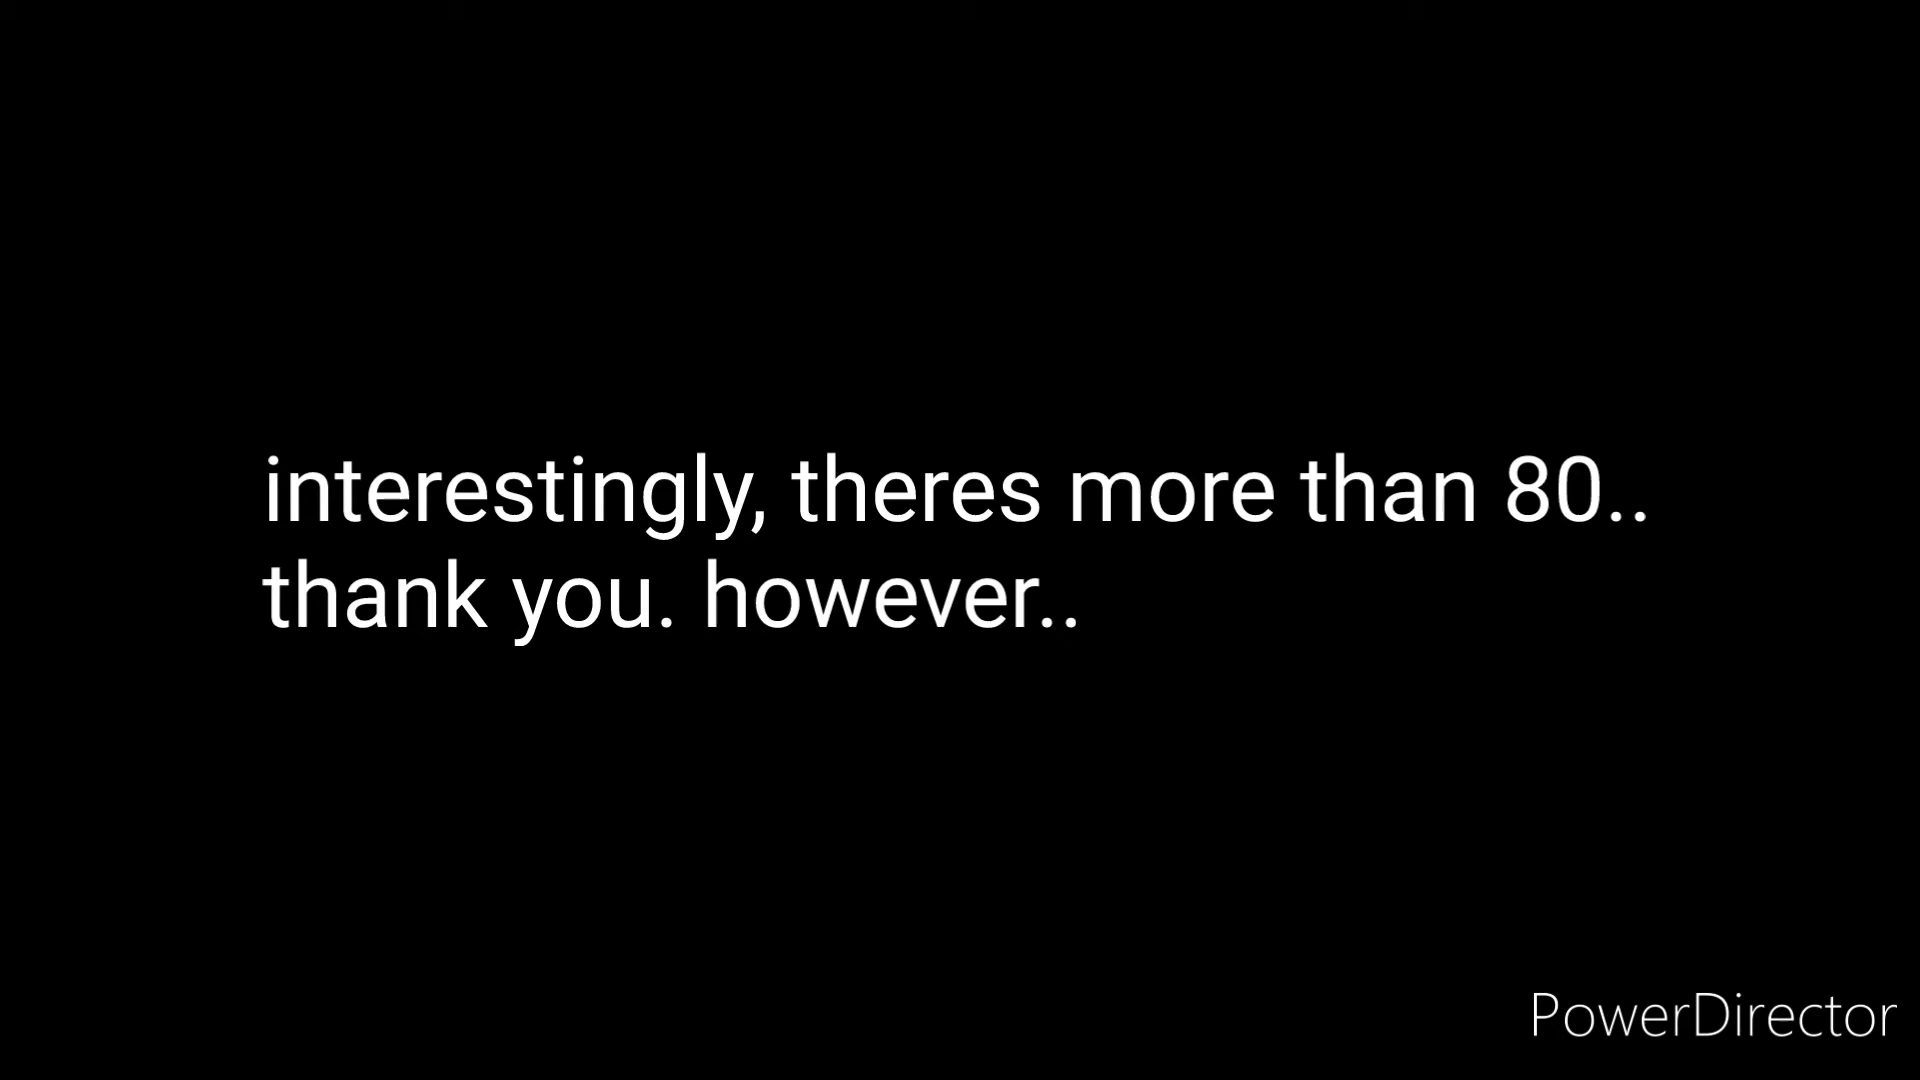 interestingly, theres more than 80..
thank you. however..
PowerDirector